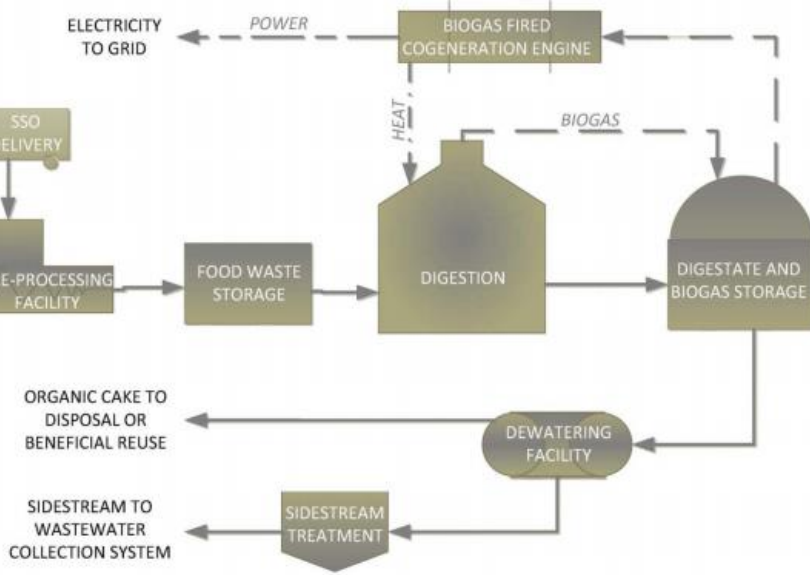 ELECTRICITY
TO GRID
POWER
BIOGAS FIRED
COGENERATION ENGINE
HEAT
BIOGAS
SSO
ELIVERY
E-PROCESSING
FACILITY
FOOD WASTE
STORAGE
DIGESTION
DIGESTATE AND
BIOGAS STORAGE
ORGANIC CAKE TO
DISPOSAL OR
BENEFICIAL REUSE
DEWATERING
FACILITY
SIDESTREAM TO
WASTEWATER
COLLECTION SYSTEM
SIDESTREAM
TREATMENT